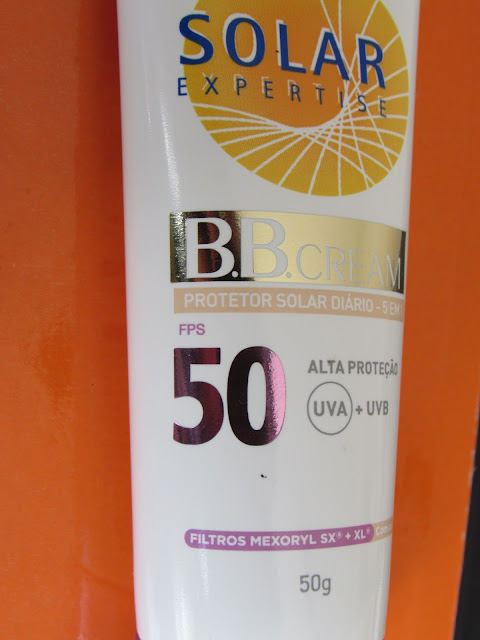 SOLAR
EXPERTISE
B.B. CREAM
PROTETOR SOLAR DIÁRIO - 5 EM 1
FPS
50
ALTA PROTEÇÃO
UVA + UVB
FILTROS MEXORYL SX® + XL®
50g